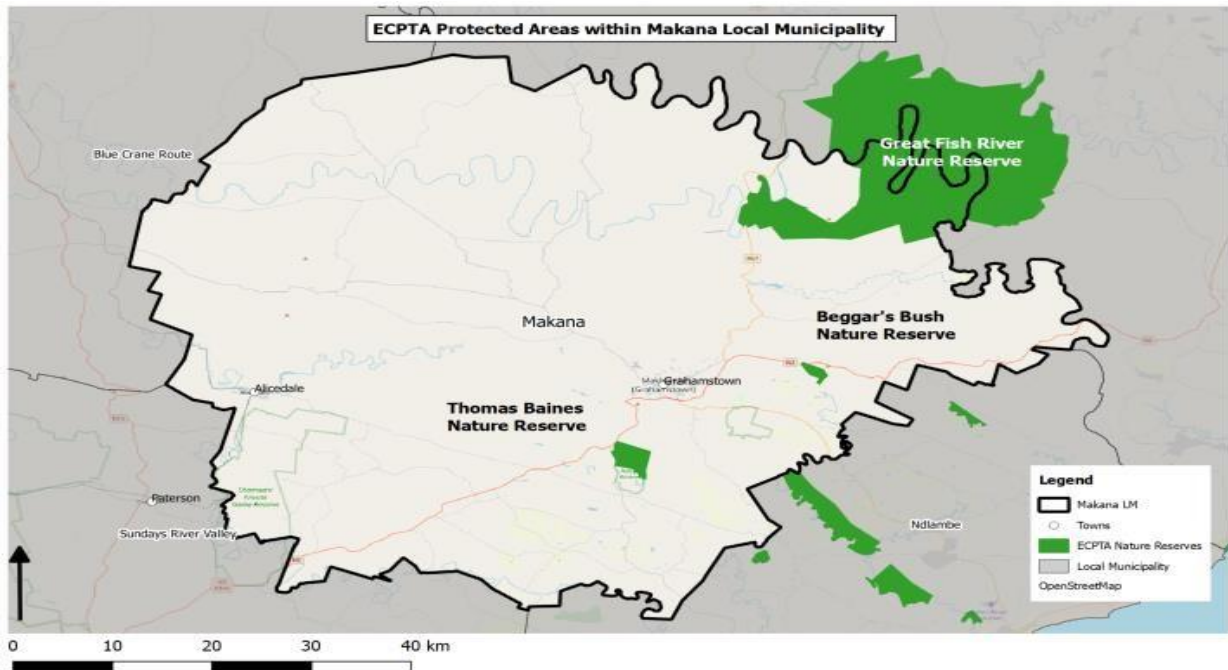 ECPTA Protected Areas within Makana Local Municipality
Great Fish River
Nature Reserve
Blue Crane Route
Makana
Beggar's Bush
Nature Reserve
Grahamstown
(Grahamstown)
Alicedale
Thomas Baines
Nature Reserve
Paterson
Sundays River Valley
Ndlambe
Legend
Makana LM
Towns
ECPTA Nature Reserves
Local Municipality
OpenStreetMap
0 10 20 30 40 km